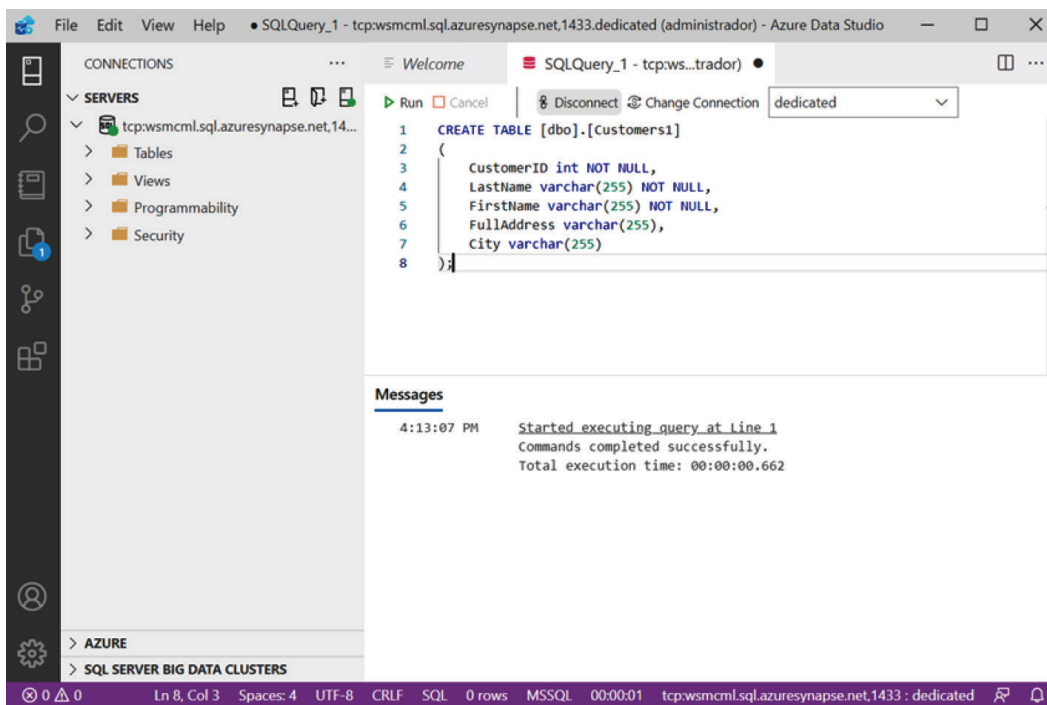 File Edit View Help ● SQLQuery_1 - tcp:wsmcml.sql.azuresynapse.net,1433.dedicated (administrador) - Azure Data Studio
CONNECTIONS
SERVERS
tcp:wsmcml.sql.azuresynapse.net,14...
Tables
Views
Programmability
Security
AZURE
SQL SERVER BIG DATA CLUSTERS
1
Welcome SQLQuery_1 - tcp:ws...trador) ●
Run Cancel Disconnect Change Connection dedicated
1 CREATE TABLE [dbo].[Customers1]
2 (
3 CustomerID int NOT NULL,
4 LastName varchar(255) NOT NULL,
5 FirstName varchar(255) NOT NULL,
6 FullAddress varchar(255),
7 City varchar(255)
8 );
Messages
4:13:07 PM Started executing query at Line 1
Commands completed successfully.
Total execution time: 00:00:00.662
0 0 Ln 8, Col 3 Spaces: 4 UTF-8 CRLF SQL 0 rows MSSQL 00:00:01 tcp:wsmcml.sql.azuresynapse.net,1433 : dedicated